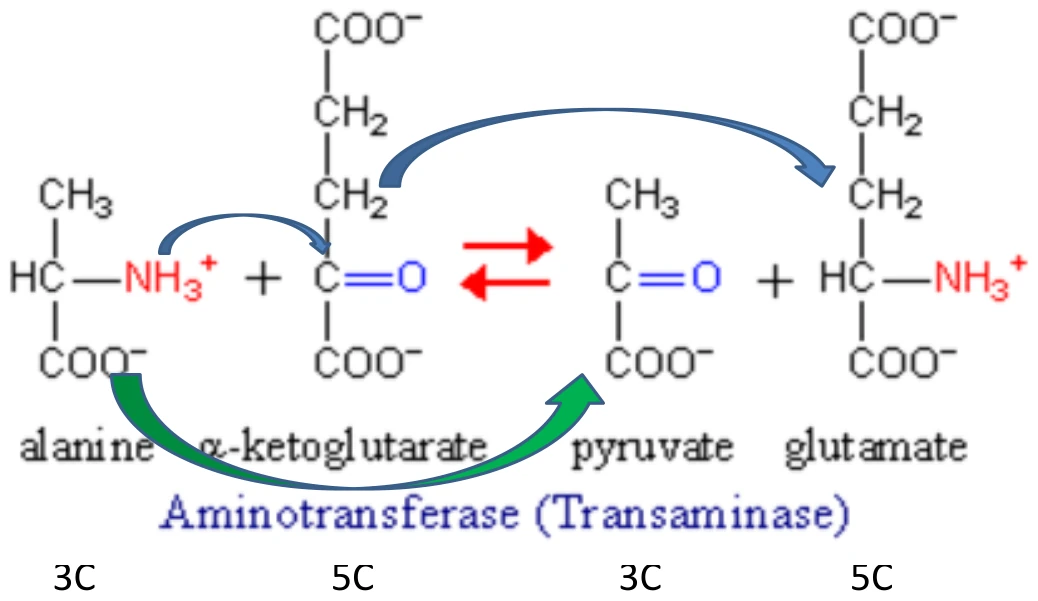 COO⁻ COO⁻
CH₂ CH₂
CH₃ CH₂ CH₃ CH₂
HC—NH₃⁺ + C=O C=O + HC—NH₃⁺
COO⁻ COO⁻ COO⁻ COO⁻
alanine α-ketoglutarate pyruvate glutamate
Aminotransferase (Transaminase)
3C 5C 3C 5C